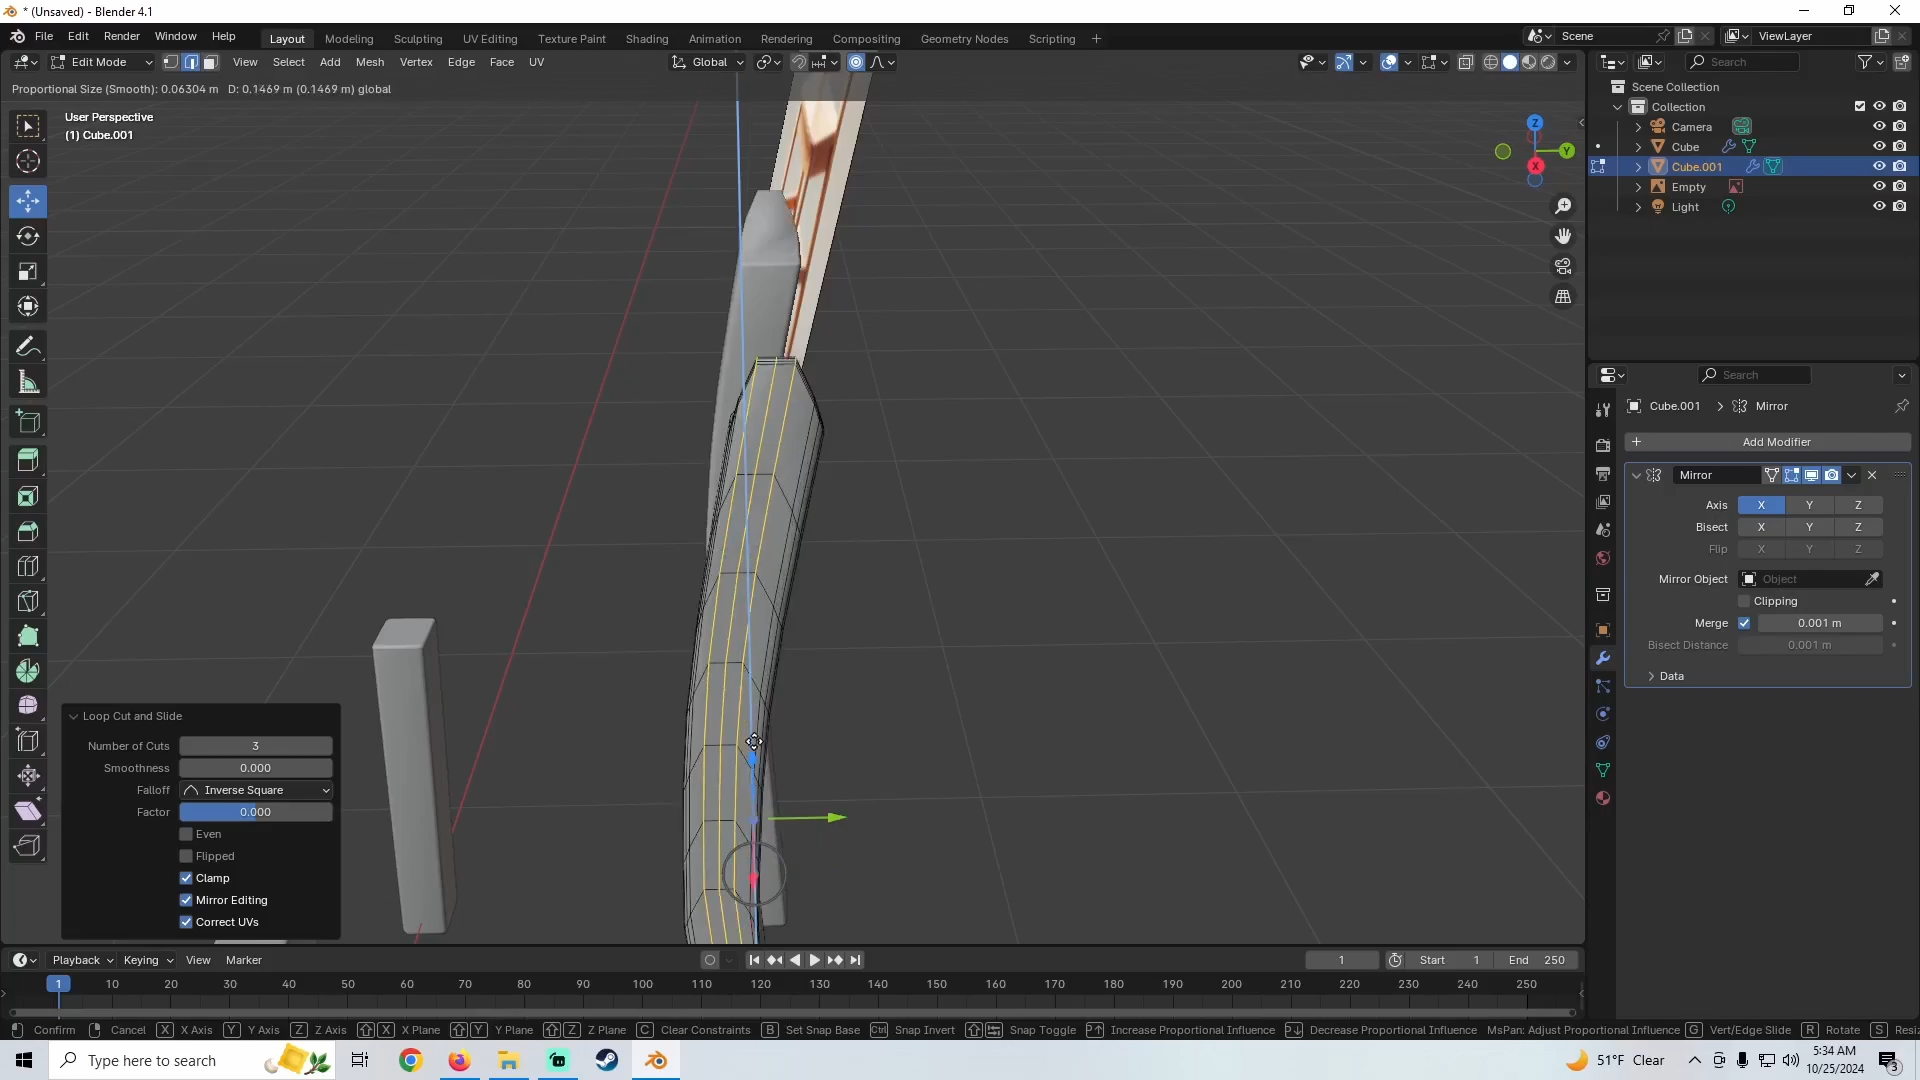 * (Unsaved) - Blender 4.1
File Edit Render Window Help
Layout Modeling Sculpting UV Editing Texture Paint Shading Animation Rendering Compositing Geometry Nodes Scripting +
Scene
ViewLayer
Edit Mode View Select Add Mesh Vertex Edge Face UV
Global
Search
Proportional Size (Smooth): 0.06304 m D: 0.1469 m (0.1469 m) global
User Perspective
(1) Cube.001
Z
Y
X
Scene Collection
Collection
Camera
Cube
Cube.001
Empty
Light
Search
Cube.001 > Mirror
+ Add Modifier
Mirror
Axis X Y Z
Bisect X Y Z
Flip X Y Z
Mirror Object Object
Clipping
Merge 0.001 m
Bisect Distance 0.001 m
Data
Loop Cut and Slide
Number of Cuts 3
Smoothness 0.000
Falloff Inverse Square
Factor 0.000
Even
Flipped
Clamp
Mirror Editing
Correct UVs
Playback Keying View Marker
1 Start 1 End 250
1 10 20 30 40 50 60 70 80 90 100 110 120 130 140 150 160 170 180 190 200 210 220 230 240 250
Confirm Cancel X X Axis Y Y Axis Z Z Axis X X Plane Y Y Plane Z Z Plane C Clear Constraints B Set Snap Base Ctrl Snap Invert Snap Toggle P Increase Proportional Influence P Decrease Proportional Influence MsPan: Adjust Proportional Influence G Vert/Edge Slide R Rotate S Resiz
Type here to search
51°F Clear
5:34 AM
10/25/2024
3